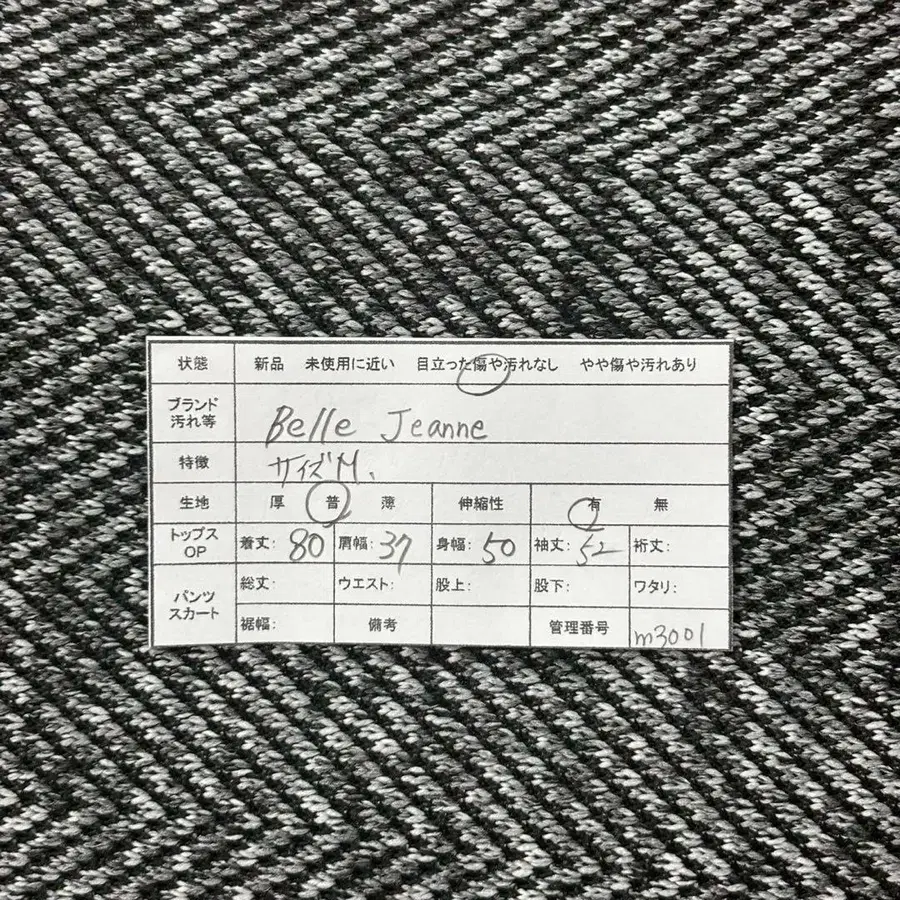 状態 新品 未使用に近い 目立った傷や汚れなし やや傷や汚れあり
ブランド 汚れ等 Belle Jeanne
特徴 サイズM、
生地 厚 普 薄 伸縮性 有 無
トップス OP 着丈: 80 肩幅: 37 身幅: 50 袖丈: 52 裄丈:
パンツ スカート 総丈: ウエスト: 股上: 股下: ワタリ:
裾幅: 備考 管理番号 m3001